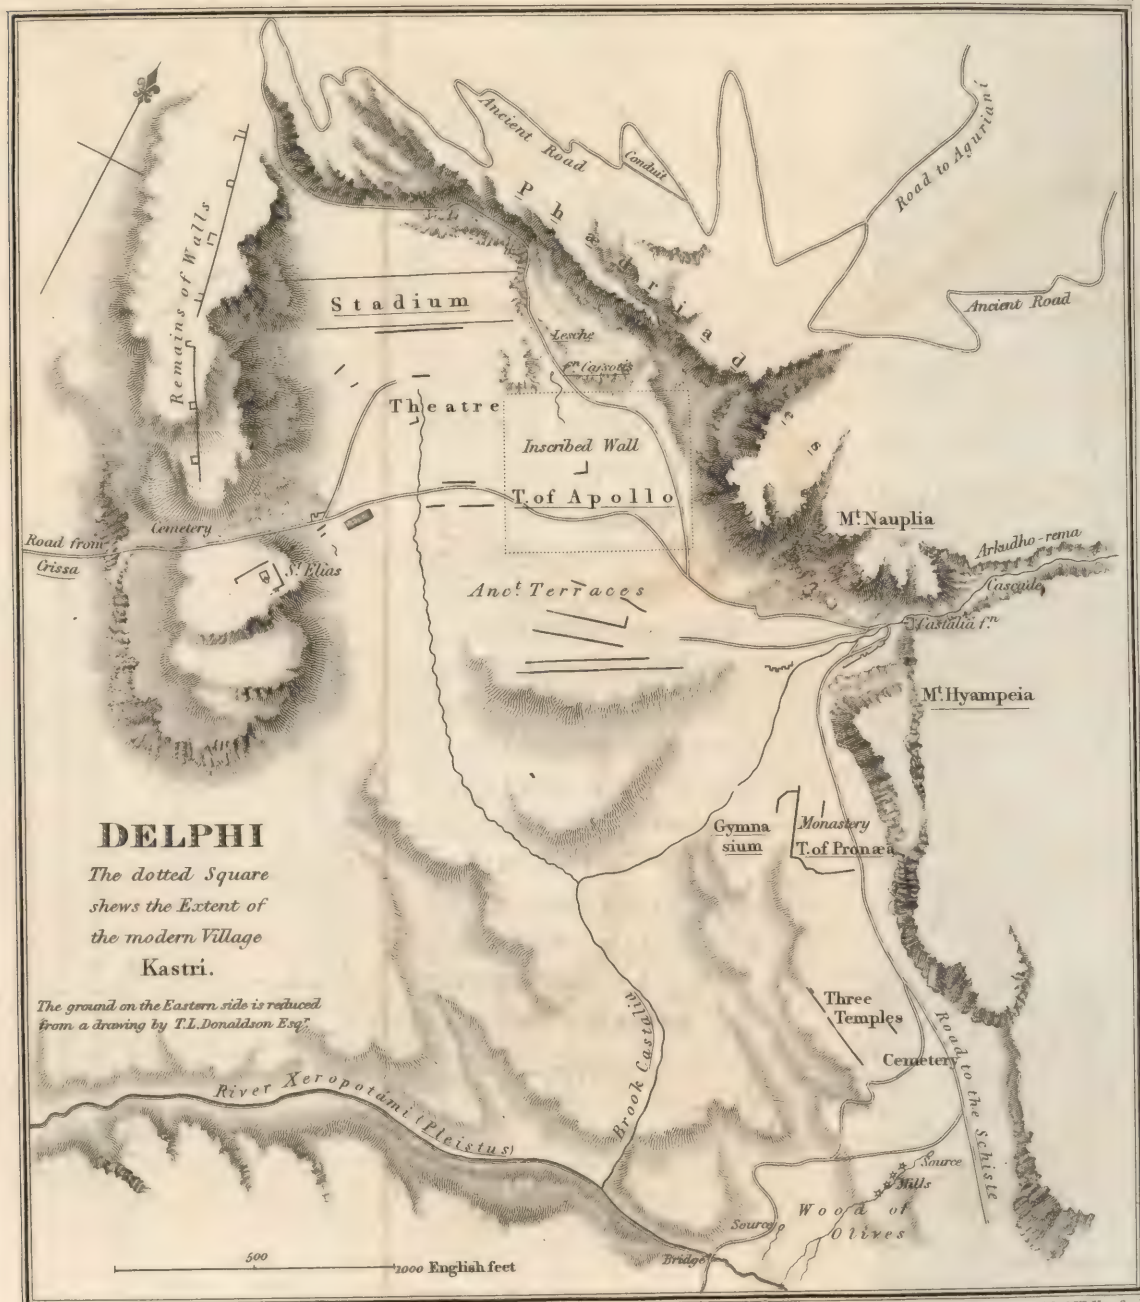 Ancient Road
Conduit
Road to Aguriani
Phædriades
Ancient Road
Remains of Walls
Stadium
Lesche
fⁿ Cassotis
Theatre
Inscribed Wall
T. of Apollo
Mᵗ. Nauplia
Cemetery
Road from
Crissa
Sᵗ. Elias
Arkudho-rema
Cascade
Castalia fⁿ.
Ancᵗ. Terraces
Mᵗ. Hyampeia
DELPHI
The dotted Square
shews the Extent of
the modern Village
Kastri.
The ground on the Eastern side is reduced
from a drawing by T.L. Donaldson Esqʳ.
Gymna
sium
Monastery
T. of Pronæa
Three
Temples
Cemetery
Road to the Schiste
Brook Castalia
River Xeropotami (Pleistus)
Source
Mills
Wood of
Olives
Source
Bridge
500
1000 English feet